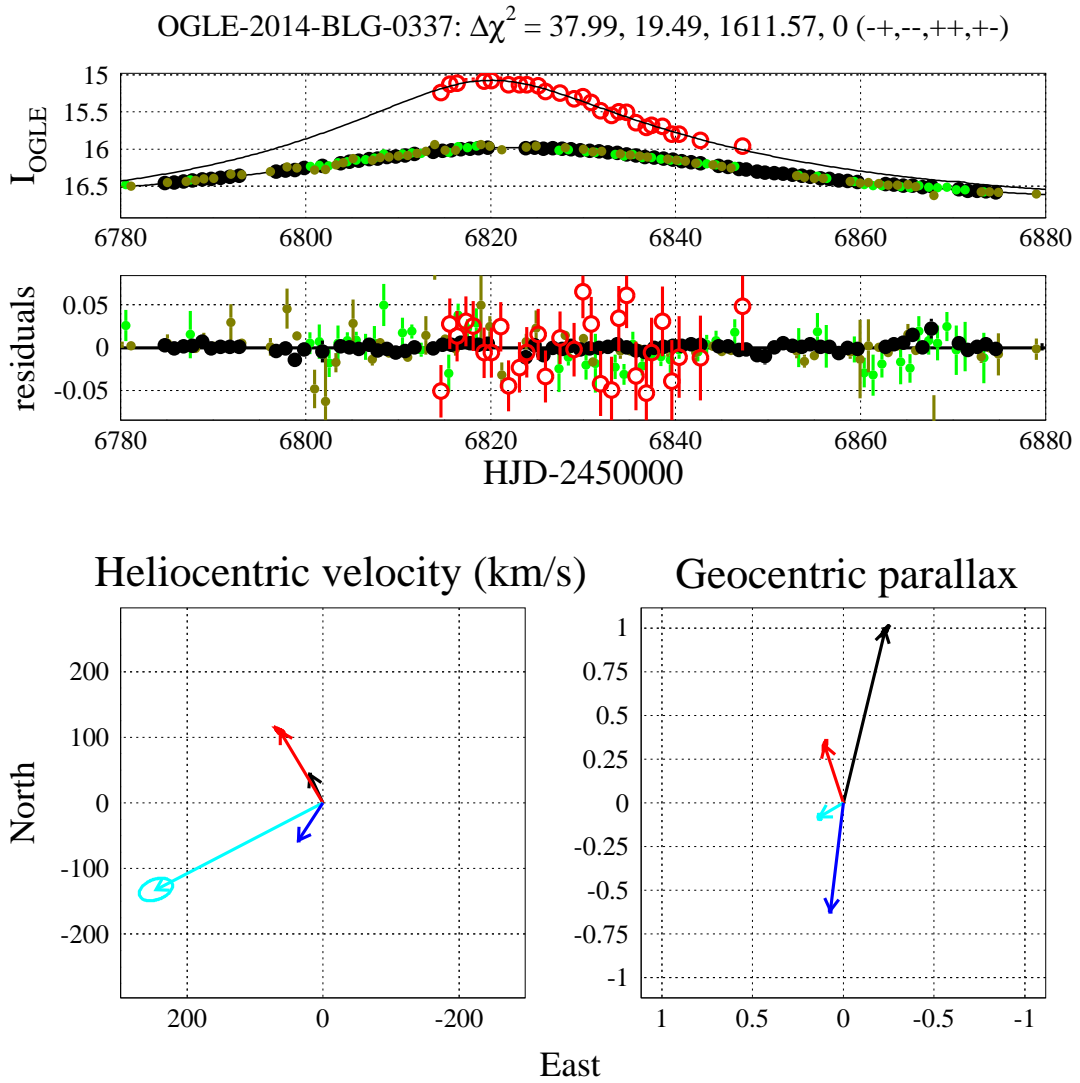 OGLE-2014-BLG-0337: Δχ² = 37.99, 19.49, 1611.57, 0 (-+,--,++,+-)
15
15.5
16
16.5
I_OGLE
6780 6800 6820 6840 6860 6880
0.05
0
-0.05
residuals
6780 6800 6820 6840 6860 6880
HJD-2450000
Heliocentric velocity (km/s)
Geocentric parallax
200
100
0
-100
-200
North
200 0 -200
1
0.75
0.5
0.25
0
-0.25
-0.5
-0.75
-1
1 0.5 0 -0.5 -1
East